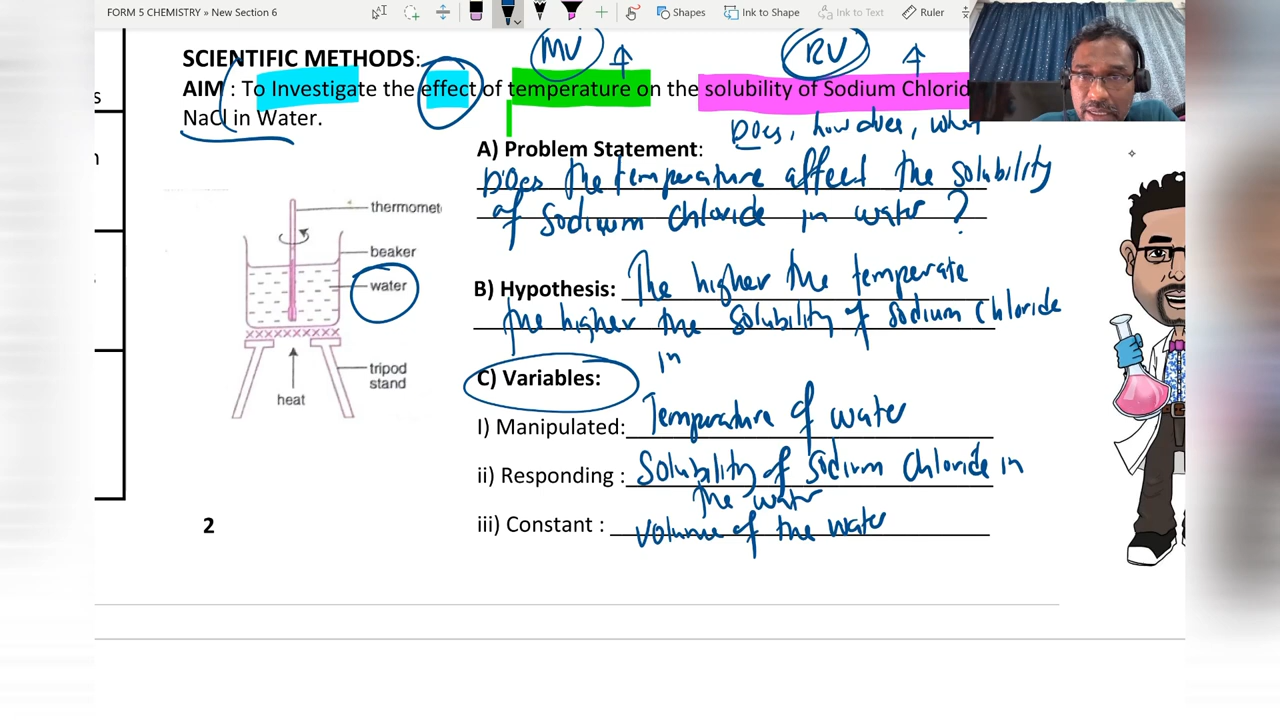 FORM 5 CHEMISTRY » New Section 6
Shapes
Ink to Shape
Ink to Text
Ruler
SCIENTIFIC METHODS:
MV ↑
RV ↑
AIM : To Investigate the effect of temperature on the solubility of Sodium Chlorid
NaCl in Water.
s
Does, how does, what
A) Problem Statement:
Does the temperature affect the solubility
of Sodium Chloride in water ?
thermomet
beaker
water
tripod
stand
heat
B) Hypothesis: The higher the temperate
the higher the solubility of sodium chloride
in
C) Variables:
I) Manipulated: Temperature of water
ii) Responding : Solubility of Sodium Chloride in
the water
iii) Constant : volume of the water
2